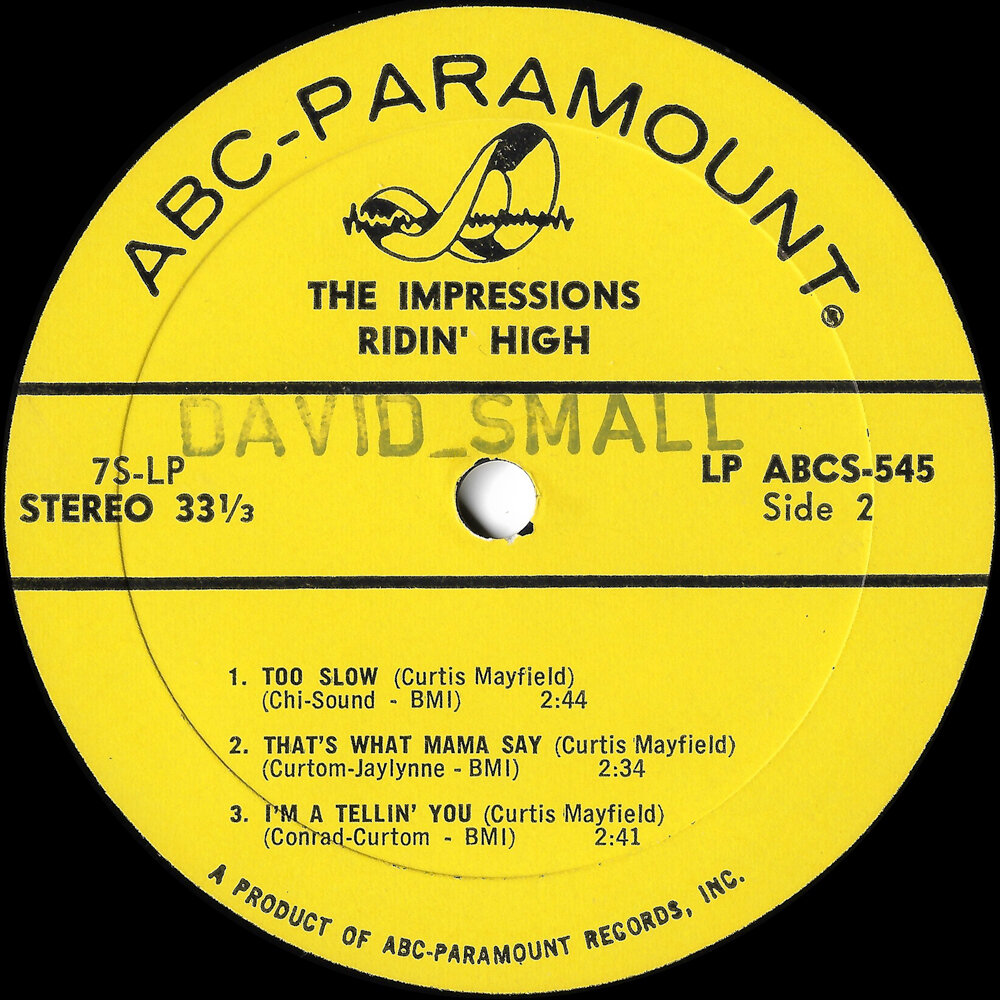 ABC-PARAMOUNT®
THE IMPRESSIONS
RIDIN' HIGH
DAVID_SMALL
7S-LP
STEREO 33⅓
LP ABCS-545
Side 2
1. TOO SLOW (Curtis Mayfield)
(Chi-Sound - BMI) 2:44
2. THAT'S WHAT MAMA SAY (Curtis Mayfield)
(Curtom-Jaylynne - BMI) 2:34
3. I'M A TELLIN' YOU (Curtis Mayfield)
(Conrad-Curtom - BMI) 2:41
A PRODUCT OF ABC-PARAMOUNT RECORDS, INC.